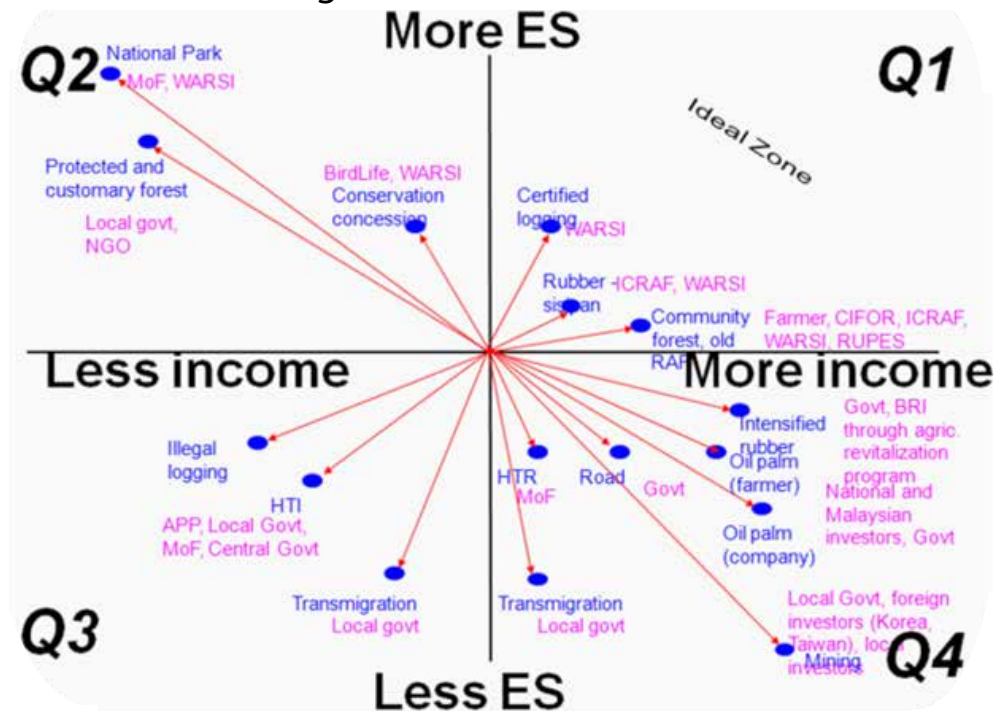 More ES
Q2
Q1
National Park
MoF, WARSI
Ideal Zone
Protected and
customary forest
Local govt,
NGO
BirdLife, WARSI
Conservation
concession
Certified
logging
WARSI
Rubber -
sisipan
ICRAF, WARSI
Community
forest, old
RAF
Farmer, CIFOR, ICRAF,
WARSI, RUPES
Less income
More income
Illegal
logging
HTI
APP, Local Govt,
MoF, Central Govt
HTR
MoF
Road
Govt
Intensified
rubber
Govt, BRI
through agric.
revitalization
program
Oil palm
(farmer)
National and
Malaysian
investors, Govt
Oil palm
(company)
Transmigration
Local govt
Transmigration
Local govt
Local Govt, foreign
investors (Korea,
Taiwan), local
investors
Mining
Q3
Q4
Less ES